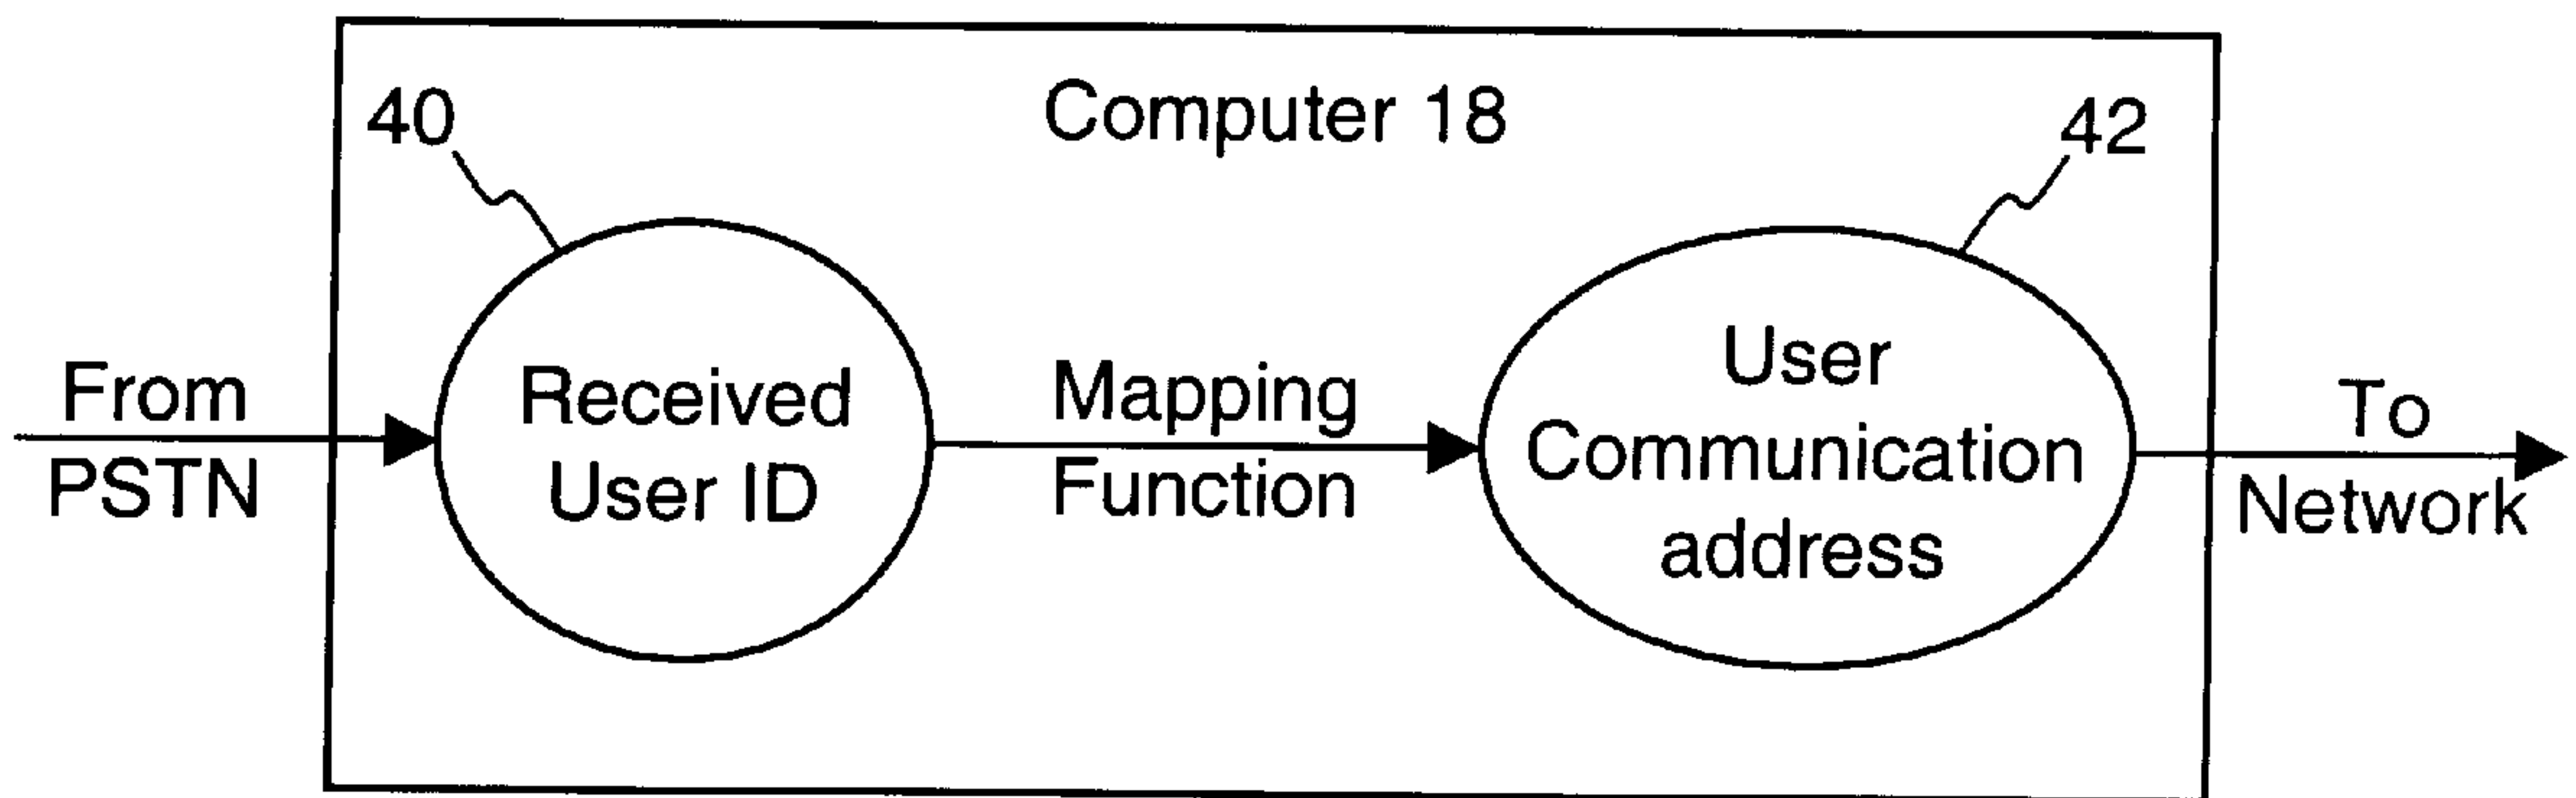 Computer 18
40
42
From
PSTN
Received
User ID
Mapping
Function
User
Communication
address
To
Network